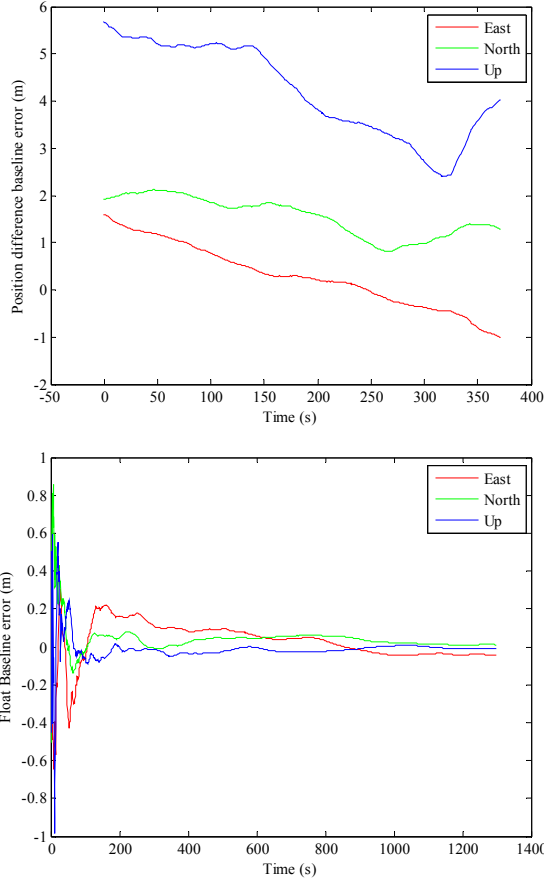 6
5
4
3
2
1
0
-1
-2
Position difference baseline error (m)
East
North
Up
-50 0 50 100 150 200 250 300 350 400
Time (s)
1
0.8
0.6
0.4
0.2
0
-0.2
-0.4
-0.6
-0.8
-1
Float Baseline error (m)
East
North
Up
0 200 400 600 800 1000 1200 1400
Time (s)